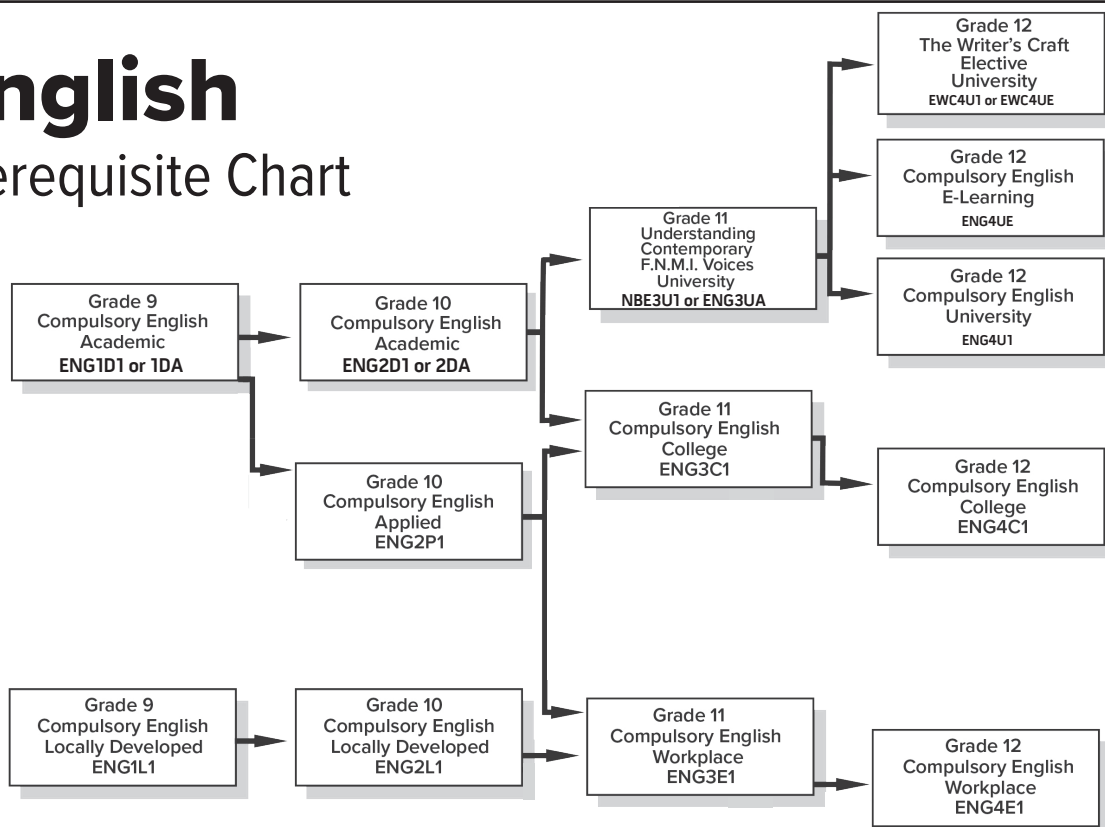 nglish
erequisite Chart
Grade 9
Compulsory English
Academic
ENG1D1 or 1DA
Grade 9
Compulsory English
Locally Developed
ENG1L1
Grade 10
Compulsory English
Academic
ENG2D1 or 2DA
Grade 10
Compulsory English
Applied
ENG2P1
Grade 10
Compulsory English
Locally Developed
ENG2L1
Grade 11
Understanding
Contemporary
F.N.M.I. Voices
University
NBE3U1 or ENG3UA
Grade 11
Compulsory English
College
ENG3C1
Grade 11
Compulsory English
Workplace
ENG3E1
Grade 12
The Writer’s Craft
Elective
University
EWC4U1 or EWC4UE
Grade 12
Compulsory English
E-Learning
ENG4UE
Grade 12
Compulsory English
University
ENG4U1
Grade 12
Compulsory English
College
ENG4C1
Grade 12
Compulsory English
Workplace
ENG4E1